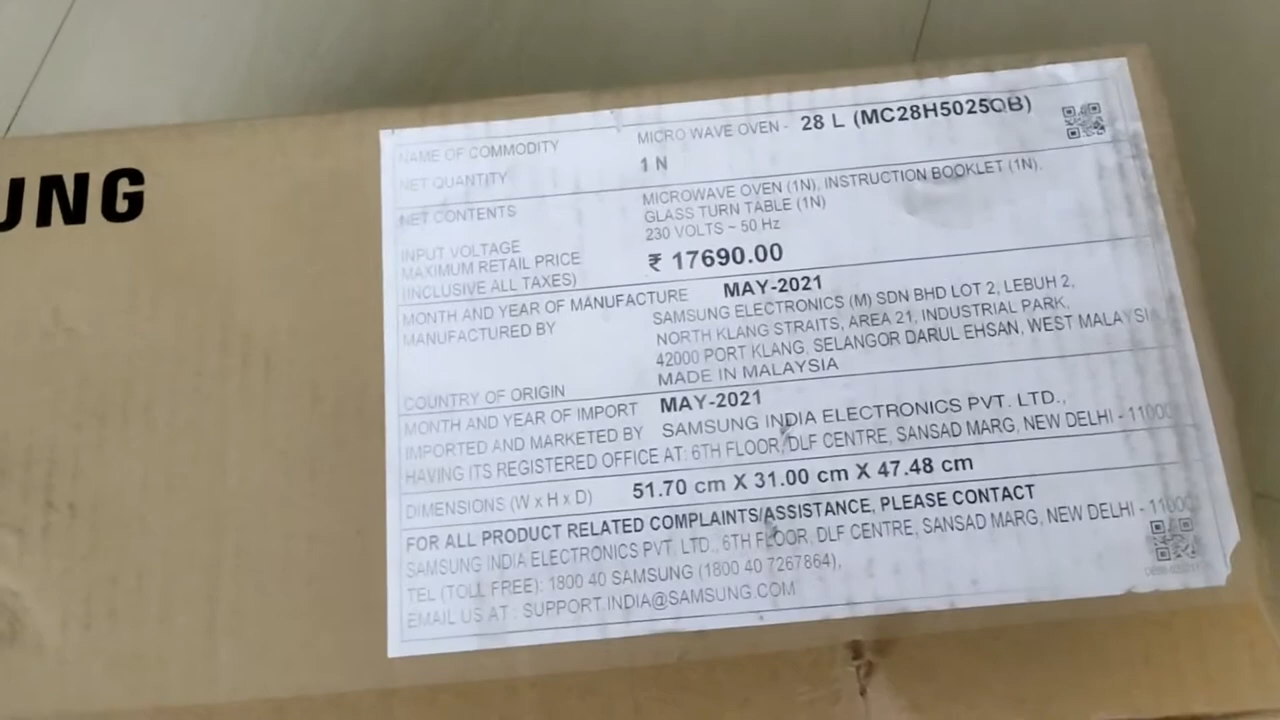 UNG
NAME OF COMMODITY MICRO WAVE OVEN - 28 L (MC28H5025QB)
NET QUANTITY 1 N
NET CONTENTS MICROWAVE OVEN (1N), INSTRUCTION BOOKLET (1N),
GLASS TURN TABLE (1N)
INPUT VOLTAGE 230 VOLTS ~ 50 Hz
MAXIMUM RETAIL PRICE ₹ 17690.00
(INCLUSIVE ALL TAXES)
MONTH AND YEAR OF MANUFACTURE MAY-2021
MANUFACTURED BY SAMSUNG ELECTRONICS (M) SDN BHD LOT 2, LEBUH 2,
NORTH KLANG STRAITS, AREA 21, INDUSTRIAL PARK,
42000 PORT KLANG, SELANGOR DARUL EHSAN, WEST MALAYSI
COUNTRY OF ORIGIN MADE IN MALAYSIA
MONTH AND YEAR OF IMPORT MAY-2021
IMPORTED AND MARKETED BY SAMSUNG INDIA ELECTRONICS PVT. LTD.,
HAVING ITS REGISTERED OFFICE AT: 6TH FLOOR, DLF CENTRE, SANSAD MARG, NEW DELHI - 11000
DIMENSIONS (W x H x D) 51.70 cm X 31.00 cm X 47.48 cm
FOR ALL PRODUCT RELATED COMPLAINTS/ASSISTANCE, PLEASE CONTACT
SAMSUNG INDIA ELECTRONICS PVT. LTD., 6TH FLOOR, DLF CENTRE, SANSAD MARG, NEW DELHI - 11000
TEL (TOLL FREE): 1800 40 SAMSUNG (1800 40 7267864),
EMAIL US AT : SUPPORT.INDIA@SAMSUNG.COM